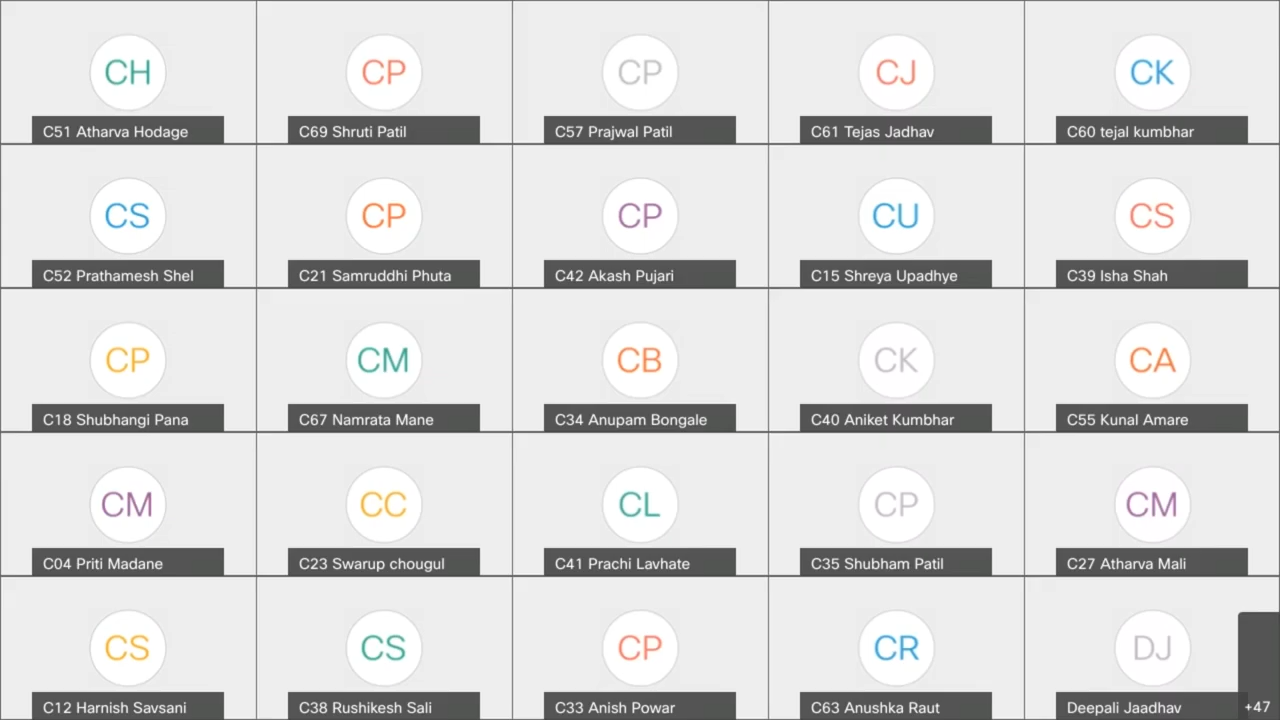 CH
C51 Atharva Hodage
CP
C69 Shruti Patil
CP
C57 Prajwal Patil
CJ
C61 Tejas Jadhav
CK
C60 tejal kumbhar
CS
C52 Prathamesh Shel
CP
C21 Samruddhi Phuta
CP
C42 Akash Pujari
CU
C15 Shreya Upadhye
CS
C39 Isha Shah
CP
C18 Shubhangi Pana
CM
C67 Namrata Mane
CB
C34 Anupam Bongale
CK
C40 Aniket Kumbhar
CA
C55 Kunal Amare
CM
C04 Priti Madane
CC
C23 Swarup chougul
CL
C41 Prachi Lavhate
CP
C35 Shubham Patil
CM
C27 Atharva Mali
CS
C12 Harnish Savsani
CS
C38 Rushikesh Sali
CP
C33 Anish Powar
CR
C63 Anushka Raut
DJ
Deepali Jaadhav
+47